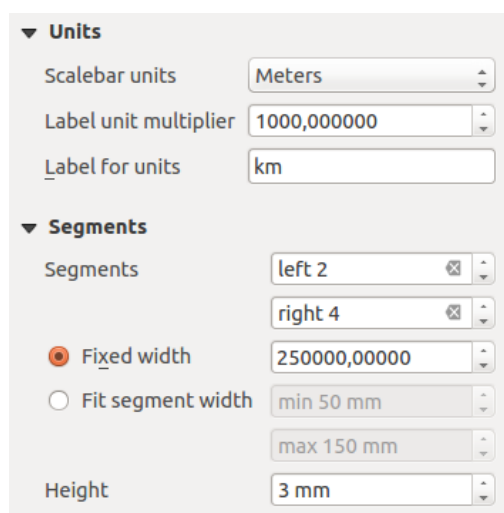 Units
Scalebar units Meters
Label unit multiplier 1000,000000
Label for units km
Segments
Segments left 2
right 4
Fixed width 250000,00000
Fit segment width min 50 mm
max 150 mm
Height 3 mm